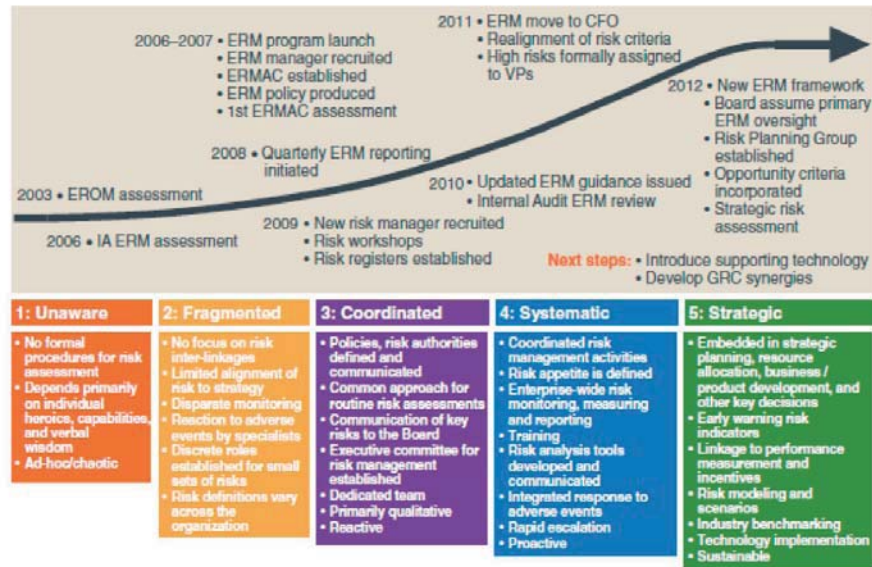 2006–2007 • ERM program launch
• ERM manager recruited
• ERMAC established
• ERM policy produced
• 1st ERMAC assessment
2011 • ERM move to CFO
• Realignment of risk criteria
• High risks formally assigned
to VPs
2012 • New ERM framework
• Board assume primary
ERM oversight
• Risk Planning Group
established
• Opportunity criteria
incorporated
• Strategic risk
assessment
2008 • Quarterly ERM reporting
initiated
2010 • Updated ERM guidance issued
• Internal Audit ERM review
2003 • EROM assessment
2006 • IA ERM assessment
2009 • New risk manager recruited
• Risk workshops
• Risk registers established
Next steps: • Introduce supporting technology
• Develop GRC synergies
1: Unaware
• No formal
procedures for risk
assessment
• Depends primarily
on individual
heroics, capabilities,
and verbal
wisdom
• Ad-hoc/chaotic
2: Fragmented
• No focus on risk
inter-linkages
• Limited alignment of
risk to strategy
• Disparate monitoring
• Reaction to adverse
events by specialists
• Discrete roles
established for small
sets of risks
• Risk definitions vary
across the
organization
3: Coordinated
• Policies, risk authorities
defined and
communicated
• Common approach for
routine risk assessments
• Communication of key
risks to the Board
• Executive committee for
risk management
established
• Dedicated team
• Primarily qualitative
• Reactive
4: Systematic
• Coordinated risk
management activities
• Risk appetite is defined
• Enterprise-wide risk
monitoring, measuring
and reporting
• Training
• Risk analysis tools
developed and
communicated
• Integrated response to
adverse events
• Rapid escalation
• Proactive
5: Strategic
• Embedded in strategic
planning, resource
allocation, business /
product development, and
other key decisions
• Early warning risk
indicators
• Linkage to performance
measurement and
incentives
• Risk modeling and
scenarios
• Industry benchmarking
• Technology implementation
• Sustainable